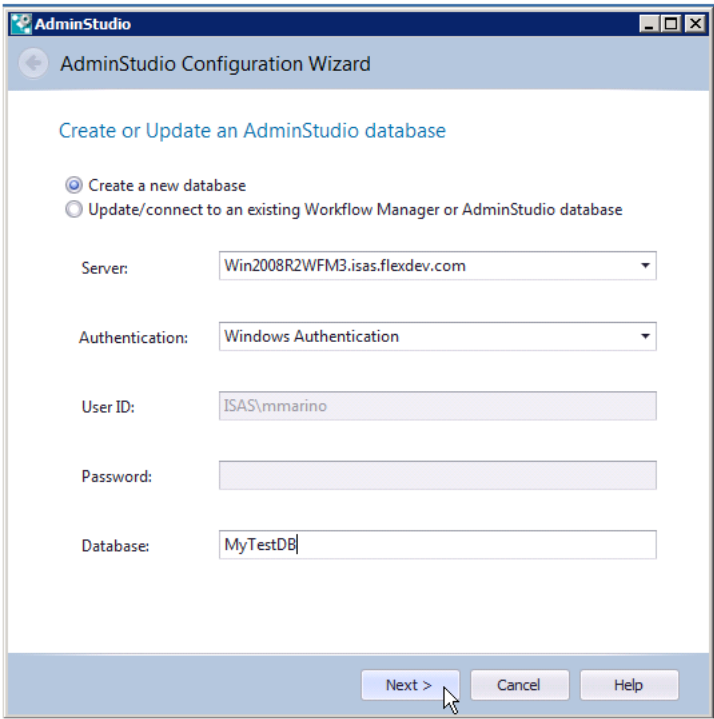 AdminStudio
AdminStudio Configuration Wizard
Create or Update an AdminStudio database
Create a new database
Update/connect to an existing Workflow Manager or AdminStudio database
Server: Win2008R2WFM3.isas.flexdev.com
Authentication: Windows Authentication
User ID: ISAS\mmarino
Password:
Database: MyTestDB
Next > Cancel Help